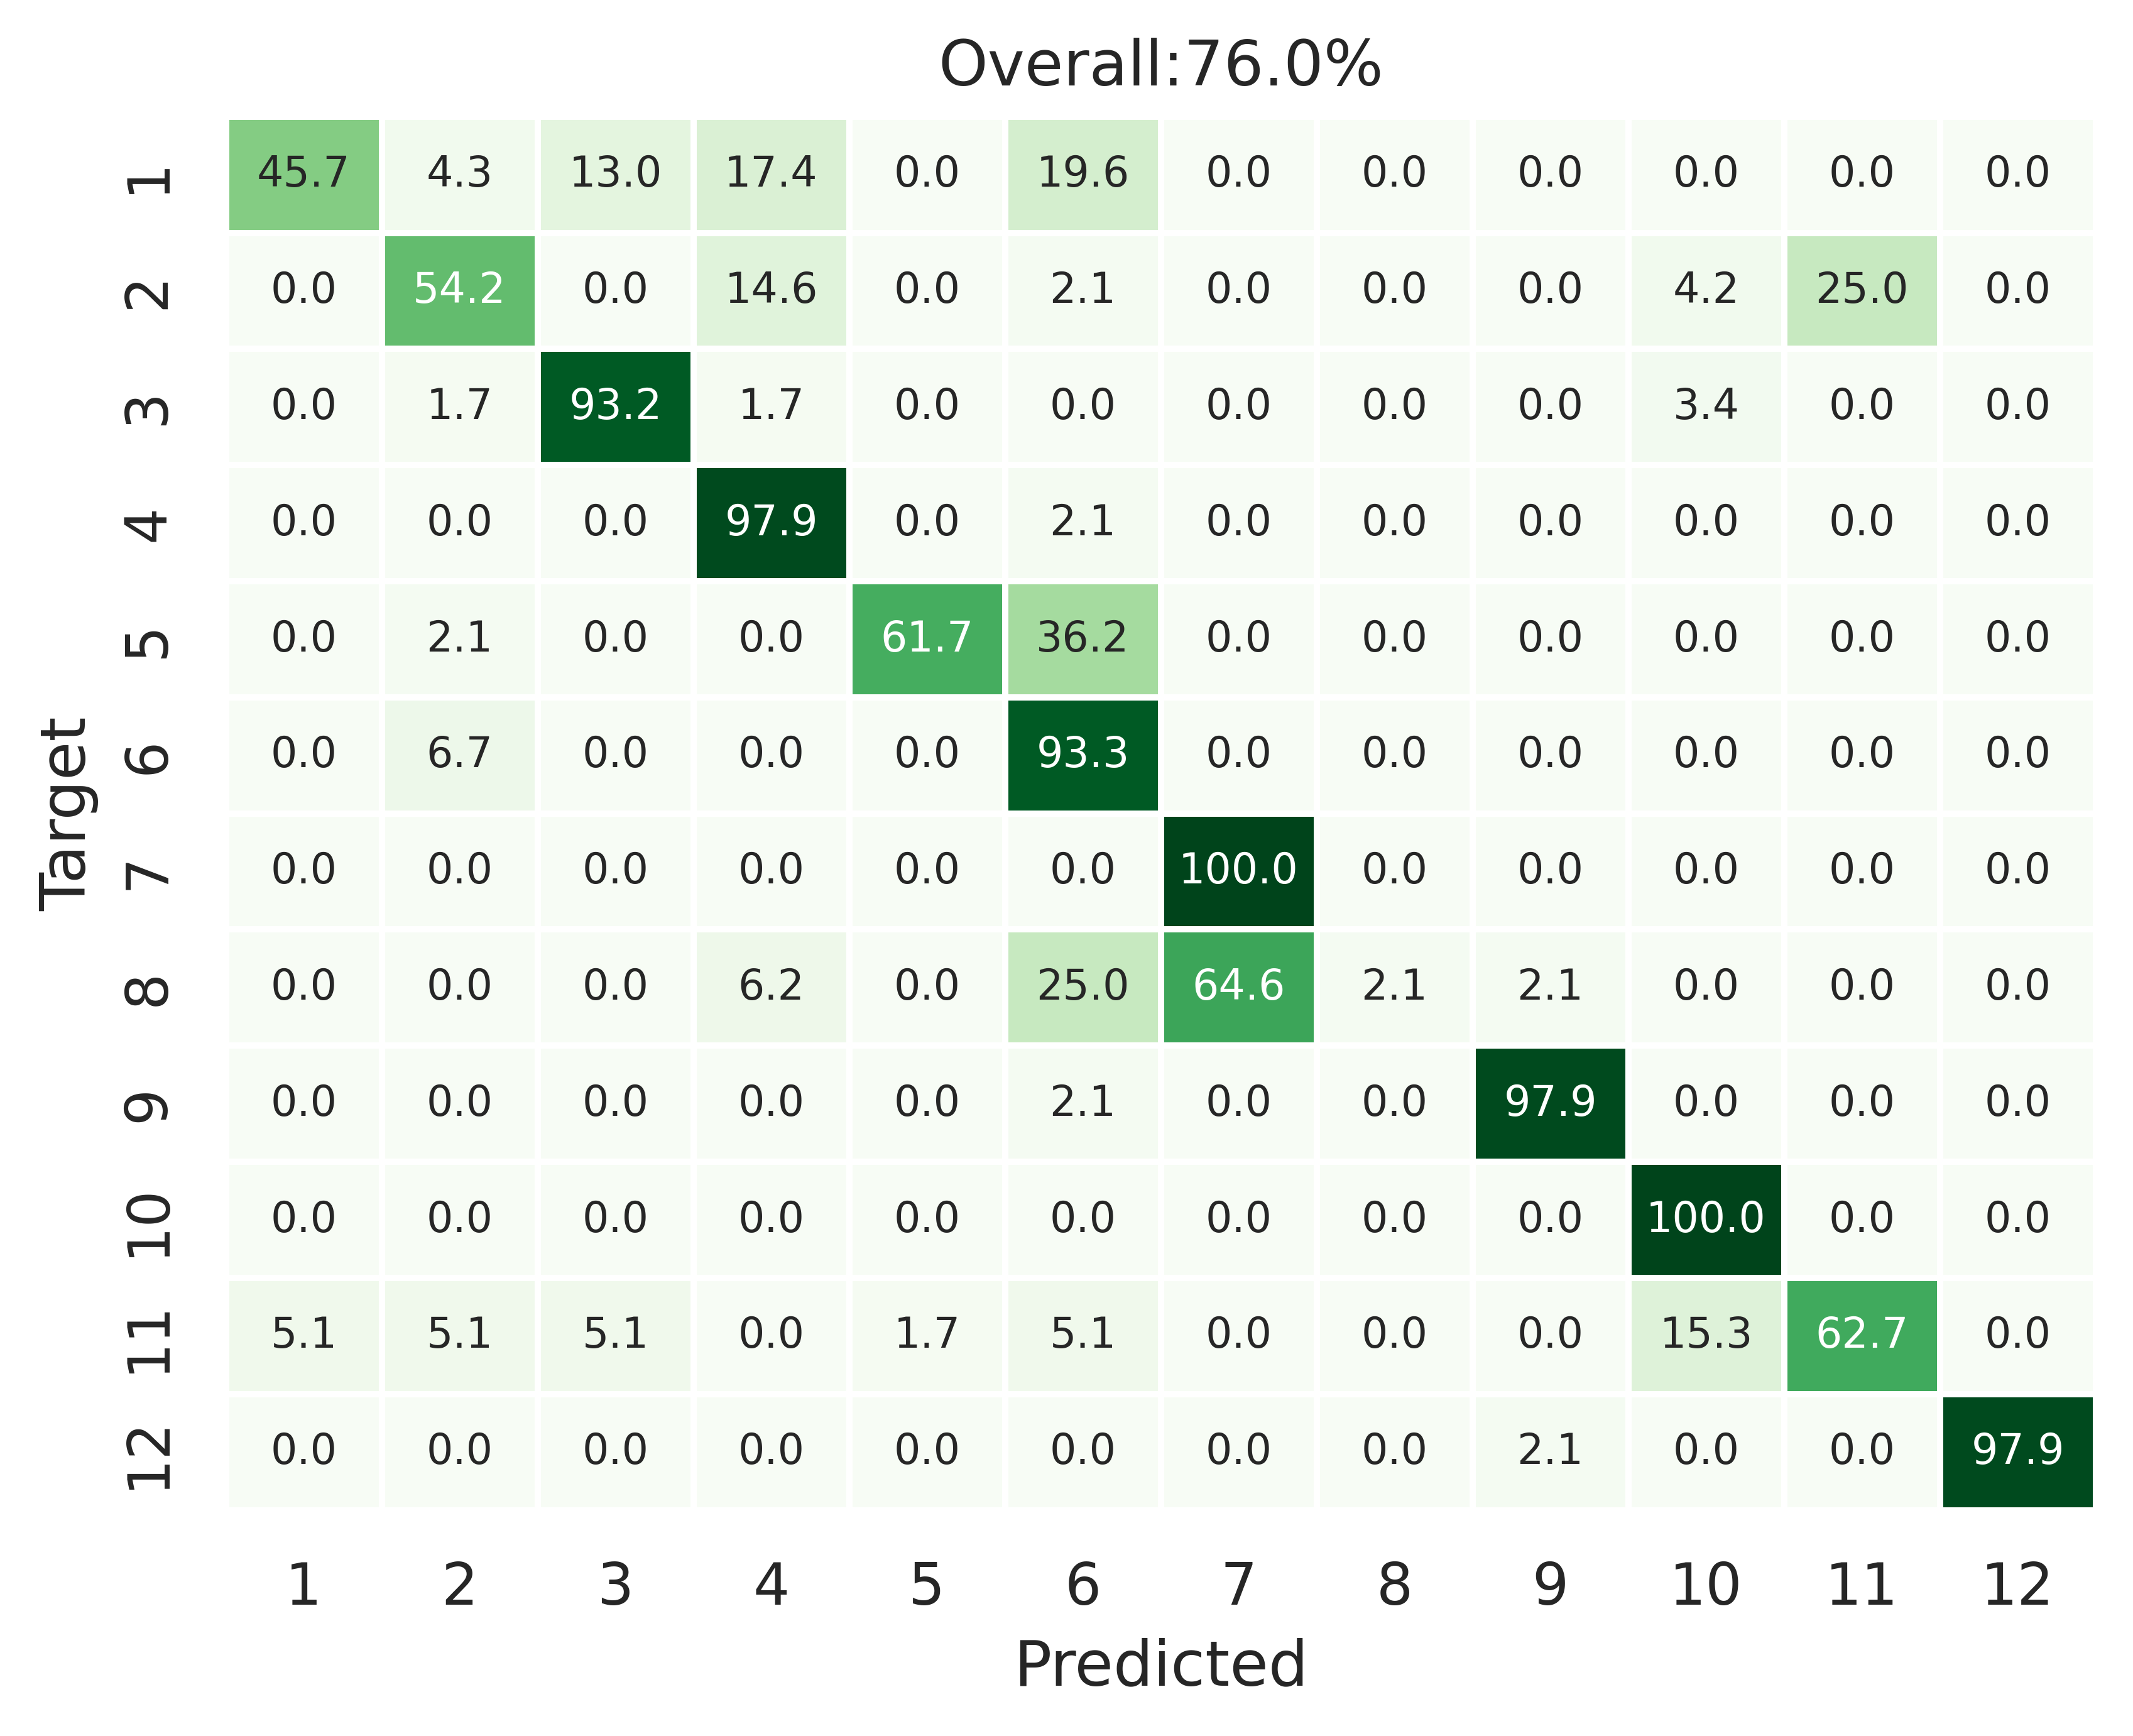 Overall:76.0%
1 45.7 4.3 13.0 17.4 0.0 19.6 0.0 0.0 0.0 0.0 0.0 0.0
2 0.0 54.2 0.0 14.6 0.0 2.1 0.0 0.0 0.0 4.2 25.0 0.0
3 0.0 1.7 93.2 1.7 0.0 0.0 0.0 0.0 0.0 3.4 0.0 0.0
4 0.0 0.0 0.0 97.9 0.0 2.1 0.0 0.0 0.0 0.0 0.0 0.0
5 0.0 2.1 0.0 0.0 61.7 36.2 0.0 0.0 0.0 0.0 0.0 0.0
6 0.0 6.7 0.0 0.0 0.0 93.3 0.0 0.0 0.0 0.0 0.0 0.0
7 0.0 0.0 0.0 0.0 0.0 0.0 100.0 0.0 0.0 0.0 0.0 0.0
8 0.0 0.0 0.0 6.2 0.0 25.0 64.6 2.1 2.1 0.0 0.0 0.0
9 0.0 0.0 0.0 0.0 0.0 2.1 0.0 0.0 97.9 0.0 0.0 0.0
10 0.0 0.0 0.0 0.0 0.0 0.0 0.0 0.0 0.0 100.0 0.0 0.0
11 5.1 5.1 5.1 0.0 1.7 5.1 0.0 0.0 0.0 15.3 62.7 0.0
12 0.0 0.0 0.0 0.0 0.0 0.0 0.0 0.0 2.1 0.0 0.0 97.9
Target
1 2 3 4 5 6 7 8 9 10 11 12
Predicted